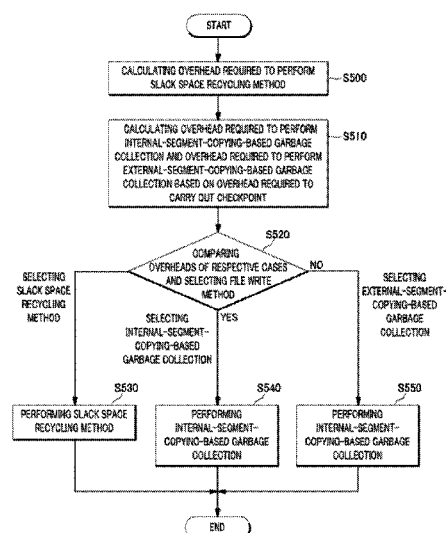 START
CALCULATING OVERHEAD REQUIRED TO PERFORM
SLACK SPACE RECYCLING METHOD
S500
CALCULATING OVERHEAD REQUIRED TO PERFORM
INTERNAL-SEGMENT-COPYING-BASED GARBAGE
COLLECTION AND OVERHEAD REQUIRED TO PERFORM
EXTERNAL-SEGMENT-COPYING-BASED GARBAGE
COLLECTION BASED ON OVERHEAD REQUIRED TO
CARRY OUT CHECKPOINT
S510
S520
COMPARING
OVERHEADS OF RESPECTIVE CASES
AND SELECTING FILE WRITE
METHOD
SELECTING
SLACK SPACE
RECYCLING
METHOD
YES
SELECTING
INTERNAL-SEGMENT-
COPYING-BASED
GARBAGE COLLECTION
NO
SELECTING
EXTERNAL-SEGMENT-
COPYING-BASED
GARBAGE
COLLECTION
S530
PERFORMING SLACK SPACE
RECYCLING METHOD
S540
PERFORMING
INTERNAL-SEGMENT-
COPYING-BASED GARBAGE
COLLECTION
S550
PERFORMING
INTERNAL-SEGMENT-
COPYING-BASED GARBAGE
COLLECTION
END